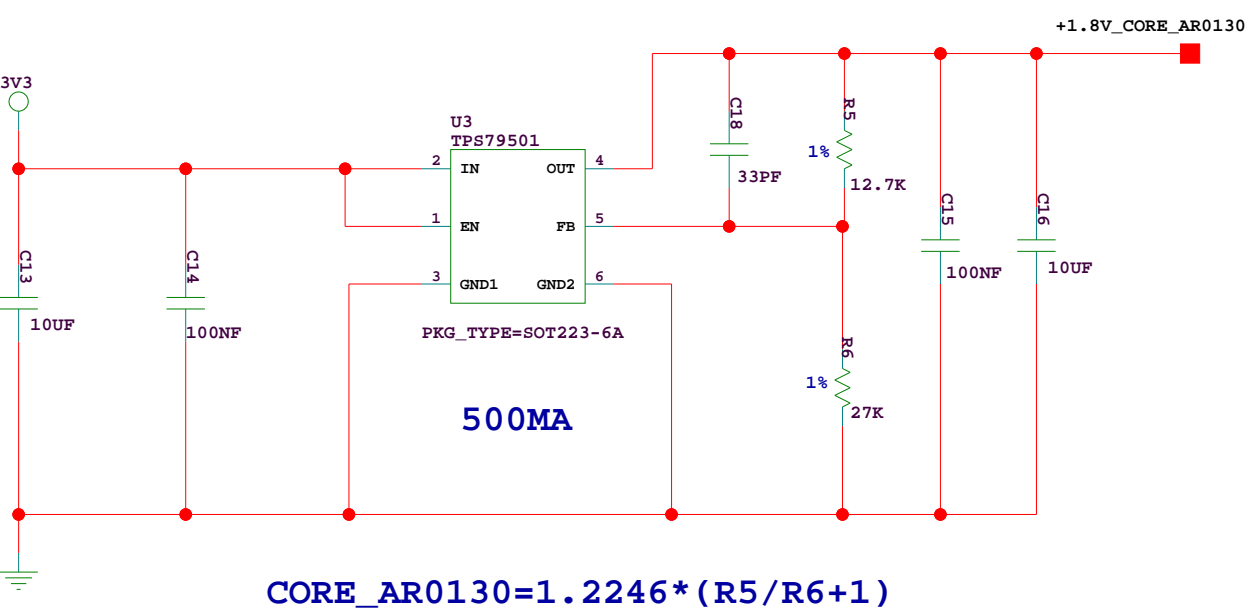 +1.8V_CORE_AR0130
3V3
U3
TPS79501
2 IN OUT 4
1 EN FB 5
3 GND1 GND2 6
PKG_TYPE=SOT223-6A
C18
33PF
R5
1%
12.7K
C13
10UF
C14
100NF
C15
100NF
C16
10UF
R6
1%
27K
500MA
CORE_AR0130=1.2246*(R5/R6+1)